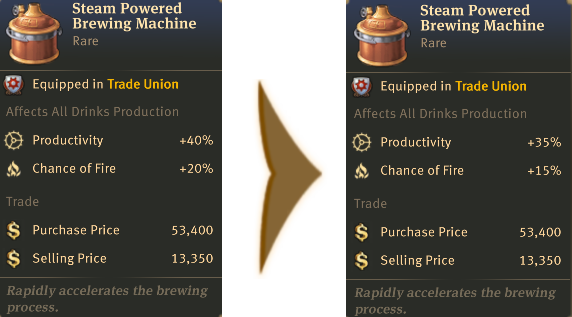 Steam Powered
Brewing Machine
Rare
Equipped in Trade Union
Affects All Drinks Production
Productivity +40%
Chance of Fire +20%
Trade
Purchase Price 53,400
Selling Price 13,350
Rapidly accelerates the brewing
process.
Steam Powered
Brewing Machine
Rare
Equipped in Trade Union
Affects All Drinks Production
Productivity +35%
Chance of Fire +15%
Trade
Purchase Price 53,400
Selling Price 13,350
Rapidly accelerates the brewing
process.